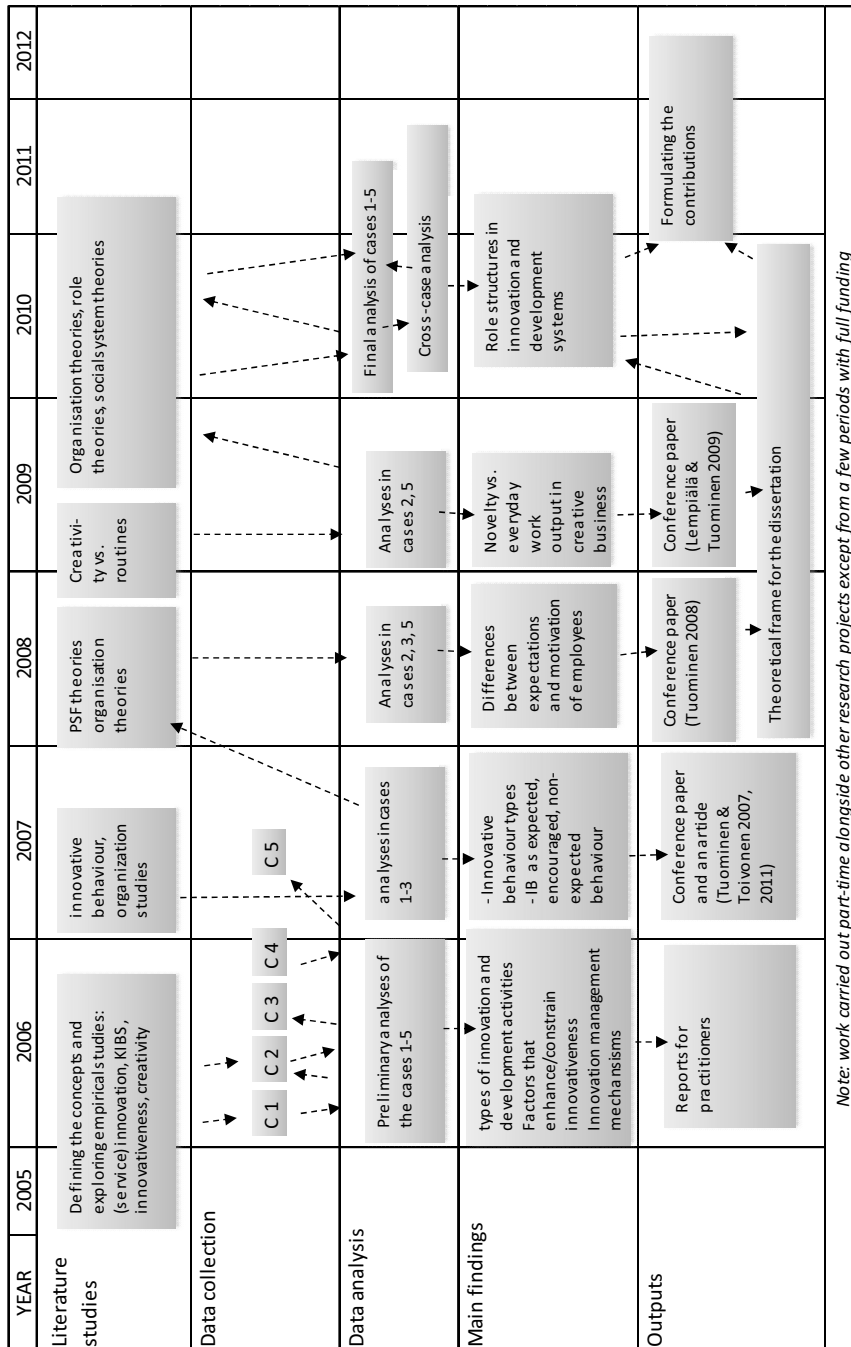 YEAR
2005
2006
2007
2008
2009
2010
2011
2012
Literature
studies
Defining the concepts and
exploring empirical studies:
(service) innovation, KIBS,
innovativeness, creativity
innovative
behaviour,
organization
studies
PSF theories
organisation
theories
Creativi-
ty vs.
routines
Organisation theories, role
theories, social system theories
Data collection
C 1
C 2
C 3
C 4
C 5
Data analysis
Preliminary analyses of
the cases 1-5
analyses in cases
1-3
Analyses in
cases 2, 3, 5
Analyses in
cases 2, 5
Final analysis of cases 1-5
Cross-case analysis
Main findings
types of innovation and
development activities
Factors that
enhance/constrain
innovativeness
Innovation management
mechansisms
- Innovative
behaviour types
- IB as expected,
encouraged, non-
expected
behaviour
Differences
between
expectations
and motivation
of employees
Novelty vs.
everyday
work
output in
creative
business
Role structures in
innovation and
development
systems
Outputs
Reports for
practitioners
Conference paper
and an article
(Tuominen &
Toivonen 2007,
2011)
Conference paper
(Tuominen 2008)
Conference paper
(Lempiälä &
Tuominen 2009)
Theoretical frame for the dissertation
Formulating the
contributions
Note: work carried out part-time alongside other research projects except from a few periods with full funding